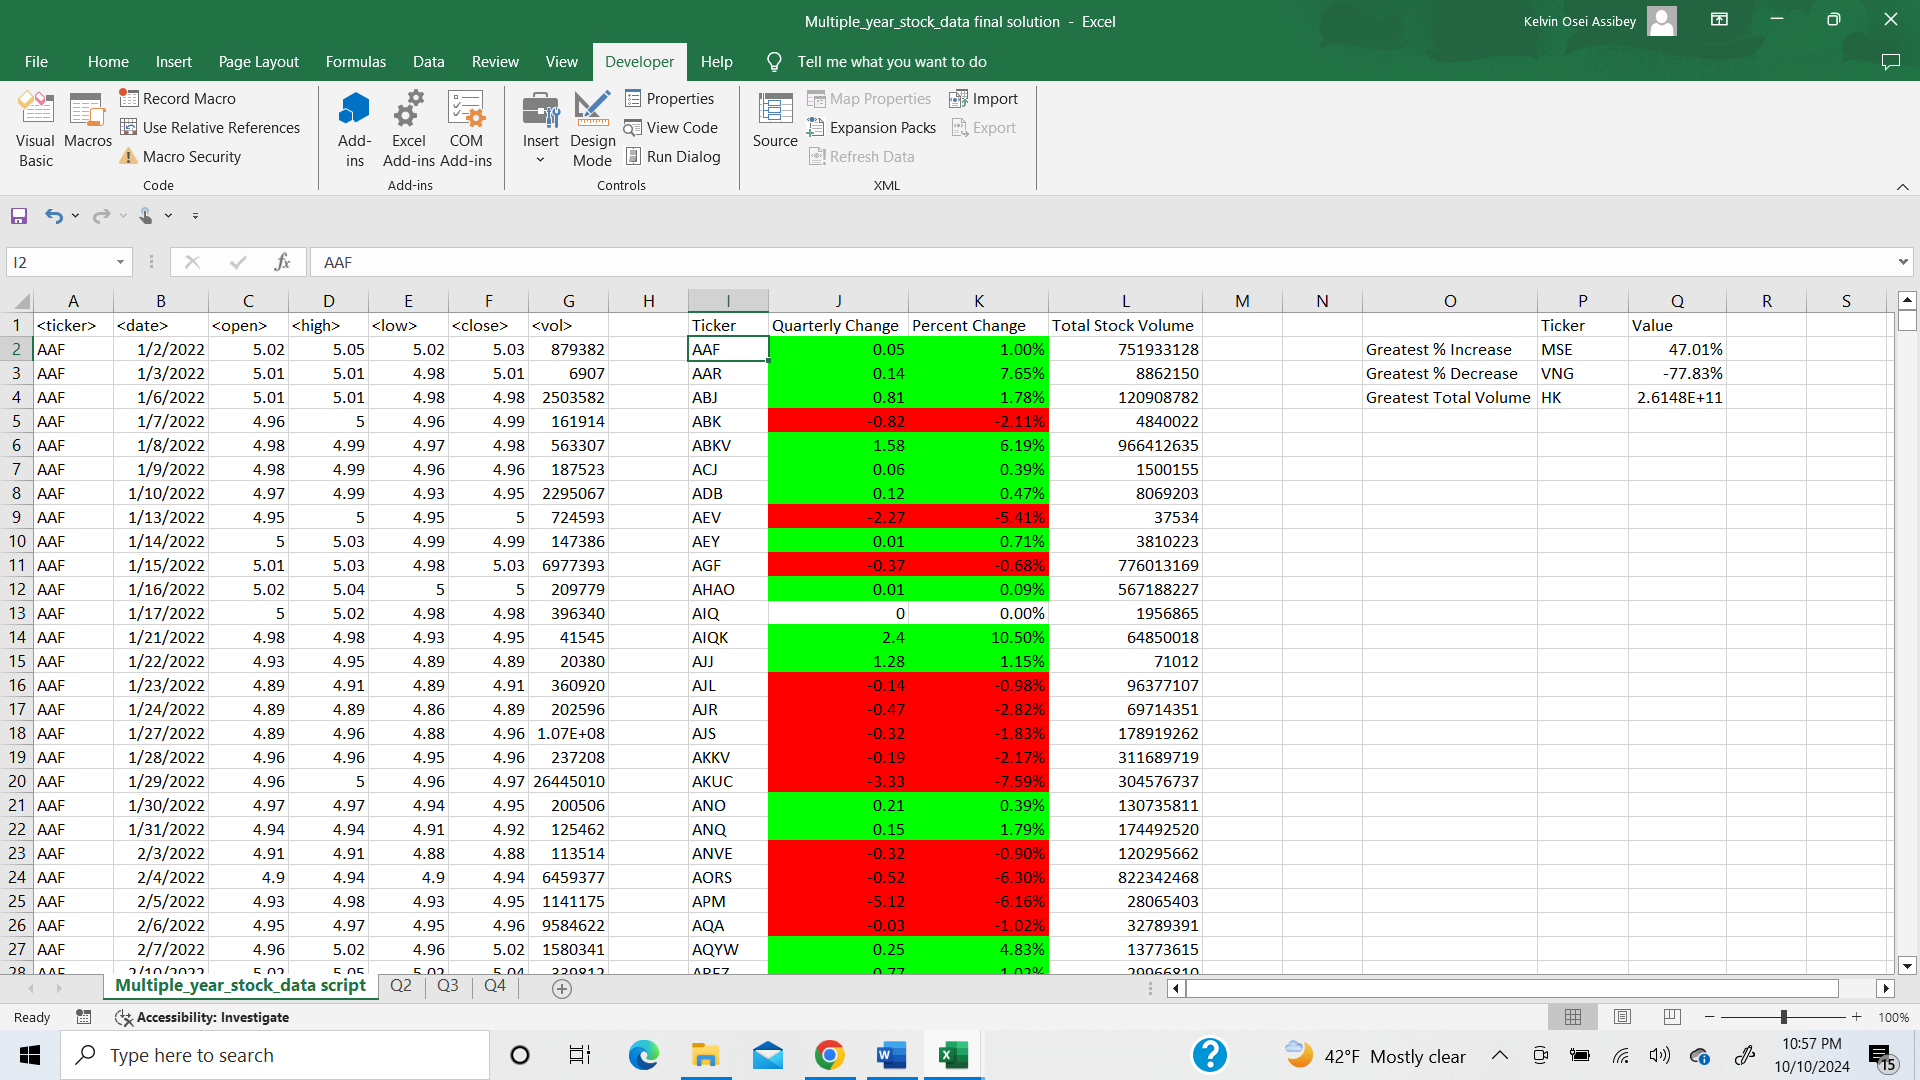 Multiple_year_stock_data final solution - Excel
Kelvin Osei Assibey
File Home Insert Page Layout Formulas Data Review View Developer Help Tell me what you want to do
Visual Basic
Macros
Record Macro
Use Relative References
Macro Security
Code
Add-ins
Excel Add-ins
COM Add-ins
Add-ins
Insert
Design Mode
Properties
View Code
Run Dialog
Controls
Source
Map Properties
Expansion Packs
Refresh Data
Import
Export
XML
I2 fx AAF
A B C D E F G H I J K L M N O P Q R S
1 <ticker> <date> <open> <high> <low> <close> <vol> Ticker Quarterly Change Percent Change Total Stock Volume Ticker Value
2 AAF 1/2/2022 5.02 5.05 5.02 5.03 879382 AAF 0.05 1.00% 751933128 Greatest % Increase MSE 47.01%
3 AAF 1/3/2022 5.01 5.01 4.98 5.01 6907 AAR 0.14 7.65% 8862150 Greatest % Decrease VNG -77.83%
4 AAF 1/6/2022 5.01 5.01 4.98 4.98 2503582 ABJ 0.81 1.78% 120908782 Greatest Total Volume HK 2.6148E+11
5 AAF 1/7/2022 4.96 5 4.96 4.99 161914 ABK -0.82 -2.11% 4840022
6 AAF 1/8/2022 4.98 4.99 4.97 4.98 563307 ABKV 1.58 6.19% 966412635
7 AAF 1/9/2022 4.98 4.99 4.96 4.96 187523 ACJ 0.06 0.39% 1500155
8 AAF 1/10/2022 4.97 4.99 4.93 4.95 2295067 ADB 0.12 0.47% 8069203
9 AAF 1/13/2022 4.95 5 4.95 5 724593 AEV -2.27 -5.41% 37534
10 AAF 1/14/2022 5 5.03 4.99 4.99 147386 AEY 0.01 0.71% 3810223
11 AAF 1/15/2022 5.01 5.03 4.98 5.03 6977393 AGF -0.37 -0.68% 776013169
12 AAF 1/16/2022 5.02 5.04 5 5 209779 AHAO 0.01 0.09% 567188227
13 AAF 1/17/2022 5 5.02 4.98 4.98 396340 AIQ 0 0.00% 1956865
14 AAF 1/21/2022 4.98 4.98 4.93 4.95 41545 AIQK 2.4 10.50% 64850018
15 AAF 1/22/2022 4.93 4.95 4.89 4.89 20380 AJJ 1.28 1.15% 71012
16 AAF 1/23/2022 4.89 4.91 4.89 4.91 360920 AJL -0.14 -0.98% 96377107
17 AAF 1/24/2022 4.89 4.89 4.86 4.89 202596 AJR -0.47 -2.82% 69714351
18 AAF 1/27/2022 4.89 4.96 4.88 4.96 1.07E+08 AJS -0.32 -1.83% 178919262
19 AAF 1/28/2022 4.96 4.96 4.95 4.96 237208 AKKV -0.19 -2.17% 311689719
20 AAF 1/29/2022 4.96 5 4.96 4.97 26445010 AKUC -3.33 -7.59% 304576737
21 AAF 1/30/2022 4.97 4.97 4.94 4.95 200506 ANO 0.21 0.39% 130735811
22 AAF 1/31/2022 4.94 4.94 4.91 4.92 125462 ANQ 0.15 1.79% 174492520
23 AAF 2/3/2022 4.91 4.91 4.88 4.88 113514 ANVE -0.32 -0.90% 120295662
24 AAF 2/4/2022 4.9 4.94 4.9 4.94 6459377 AORS -0.52 -6.30% 822342468
25 AAF 2/5/2022 4.93 4.98 4.93 4.95 1141175 APM -5.12 -6.16% 28065403
26 AAF 2/6/2022 4.95 4.97 4.95 4.96 9584622 AQA -0.03 -1.02% 32789391
27 AAF 2/7/2022 4.96 5.02 4.96 5.02 1580341 AQYW 0.25 4.83% 13773615
28 AAF 2/10/2022 5.02 5.05 5.02 5.04 339812 0.77 1.02% 29966810
Multiple_year_stock_data script Q2 Q3 Q4
Ready Accessibility: Investigate 100%
Type here to search
42°F Mostly clear
10:57 PM
10/10/2024
15